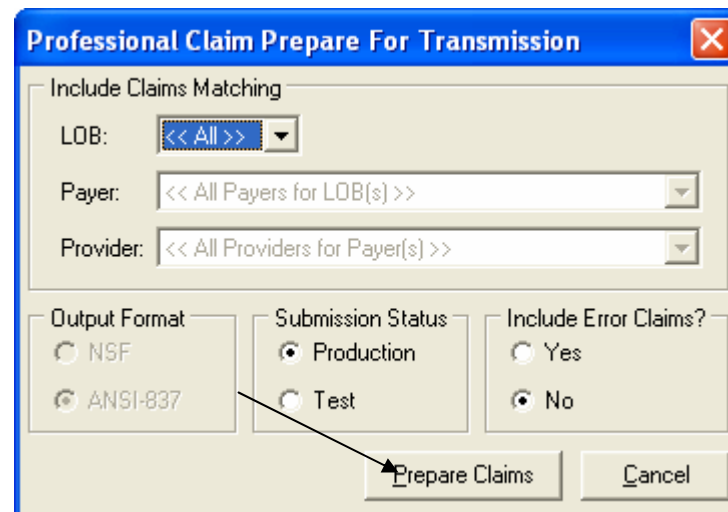 Professional Claim Prepare For Transmission
Include Claims Matching
LOB: << All >>
Payer: << All Payers for LOB(s) >>
Provider: << All Providers for Payer(s) >>
Output Format
NSF
ANSI-837
Submission Status
Production
Test
Include Error Claims?
Yes
No
Prepare Claims
Cancel